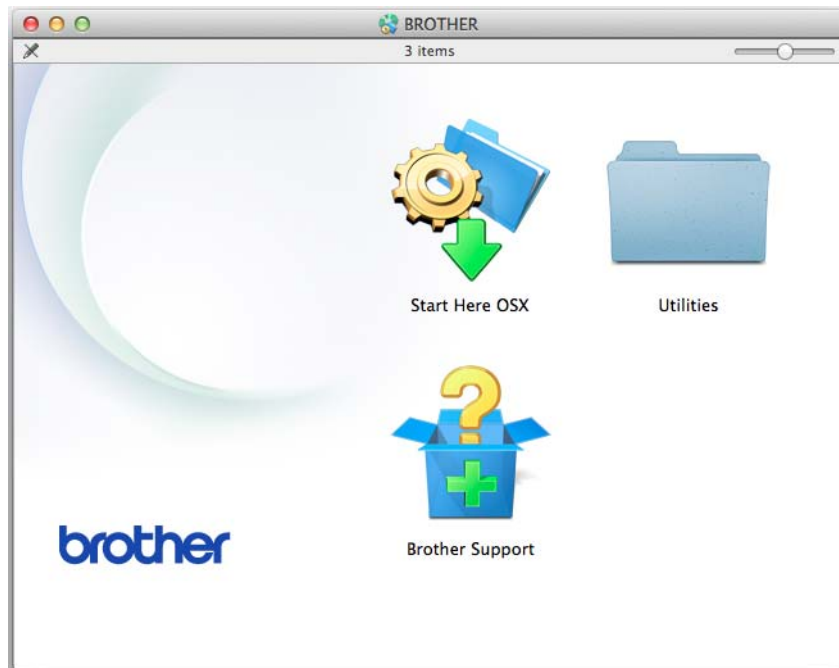 BROTHER
3 items
Start Here OSX
Utilities
Brother Support
brother